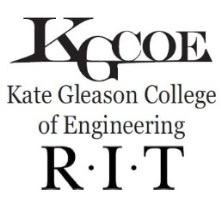 KGCOE
Kate Gleason College
of Engineering
R·I·T